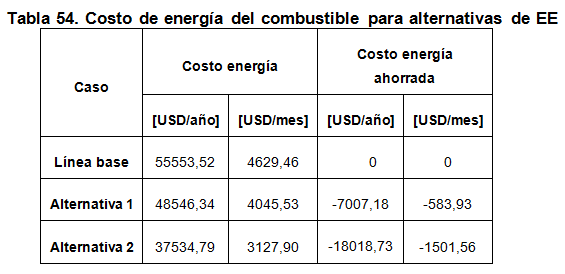 Tabla 54. Costo de energía del combustible para alternativas de EE
Caso Costo energía Costo energía ahorrada
[USD/año] [USD/mes] [USD/año] [USD/mes]
Línea base 55553,52 4629,46 0 0
Alternativa 1 48546,34 4045,53 -7007,18 -583,93
Alternativa 2 37534,79 3127,90 -18018,73 -1501,56